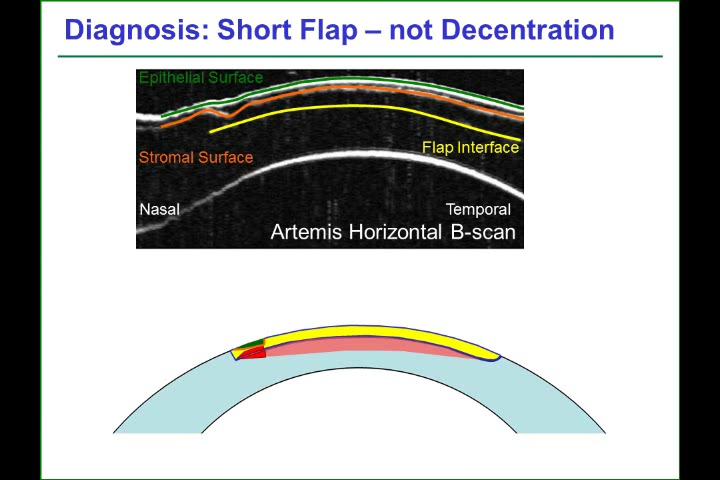 Diagnosis: Short Flap – not Decentration
Epithelial Surface
Flap Interface
Stromal Surface
Nasal
Temporal
Artemis Horizontal B-scan